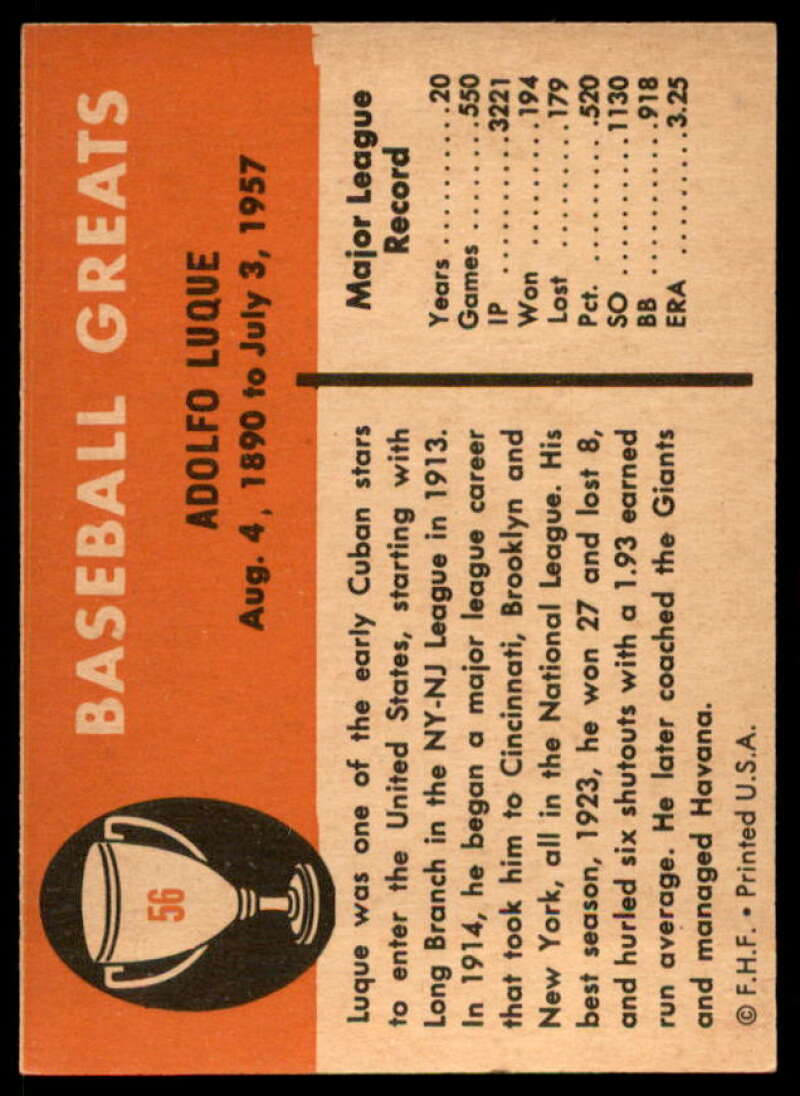 56
BASEBALL GREATS
ADOLFO LUQUE
Aug. 4, 1890 to July 3, 1957
Luque was one of the early Cuban stars
to enter the United States, starting with
Long Branch in the NY-NJ League in 1913.
In 1914, he began a major league career
that took him to Cincinnati, Brooklyn and
New York, all in the National League. His
best season, 1923, he won 27 and lost 8,
and hurled six shutouts with a 1.93 earned
run average. He later coached the Giants
and managed Havana.
© F.H.F. • Printed U.S.A.
Major League
Record
Years ..........20
Games ........550
IP ............3221
Won ..........194
Lost ..........179
Pct. ..........520
SO ..........1130
BB ............918
ERA ..........3.25